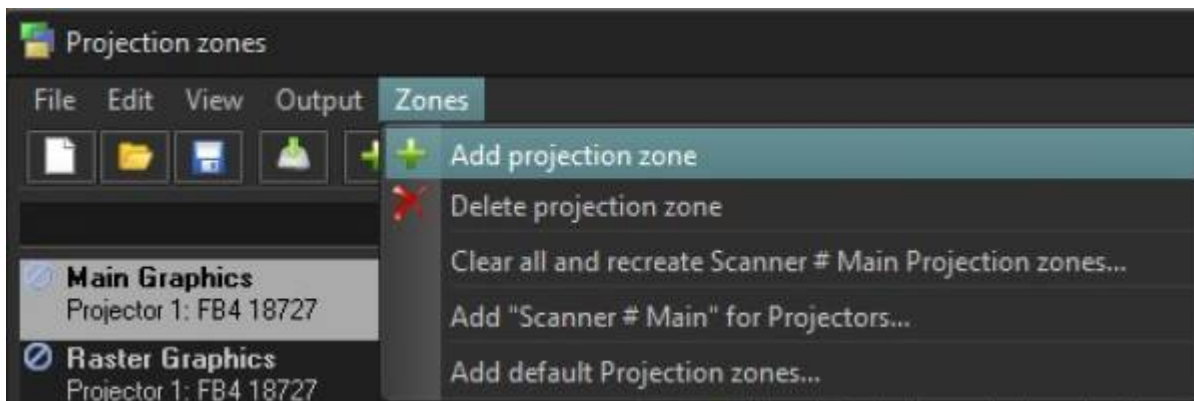 Projection zones
File Edit View Output Zones
Add projection zone
Delete projection zone
Clear all and recreate Scanner # Main Projection zones...
Add "Scanner # Main" for Projectors...
Add default Projection zones...
Main Graphics
Projector 1: FB4 18727
Raster Graphics
Projector 1: FB4 18727